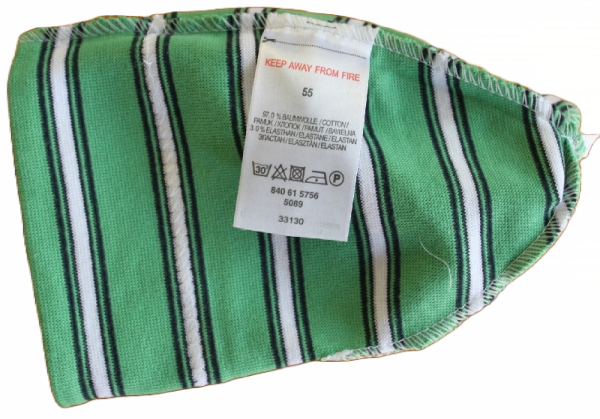 KEEP AWAY FROM FIRE
55
97.0 % BAUMWOLLE / COTTON /
PAMUK / ХЛОПОК / PAMUT / BAWEŁNA
3.0 % ELASTHAN / ELASTANE / ELASTAN
ЭЛАСТАН / ELASZTÁN / ELASTAN
30 P
840 61 5756
5089
33130